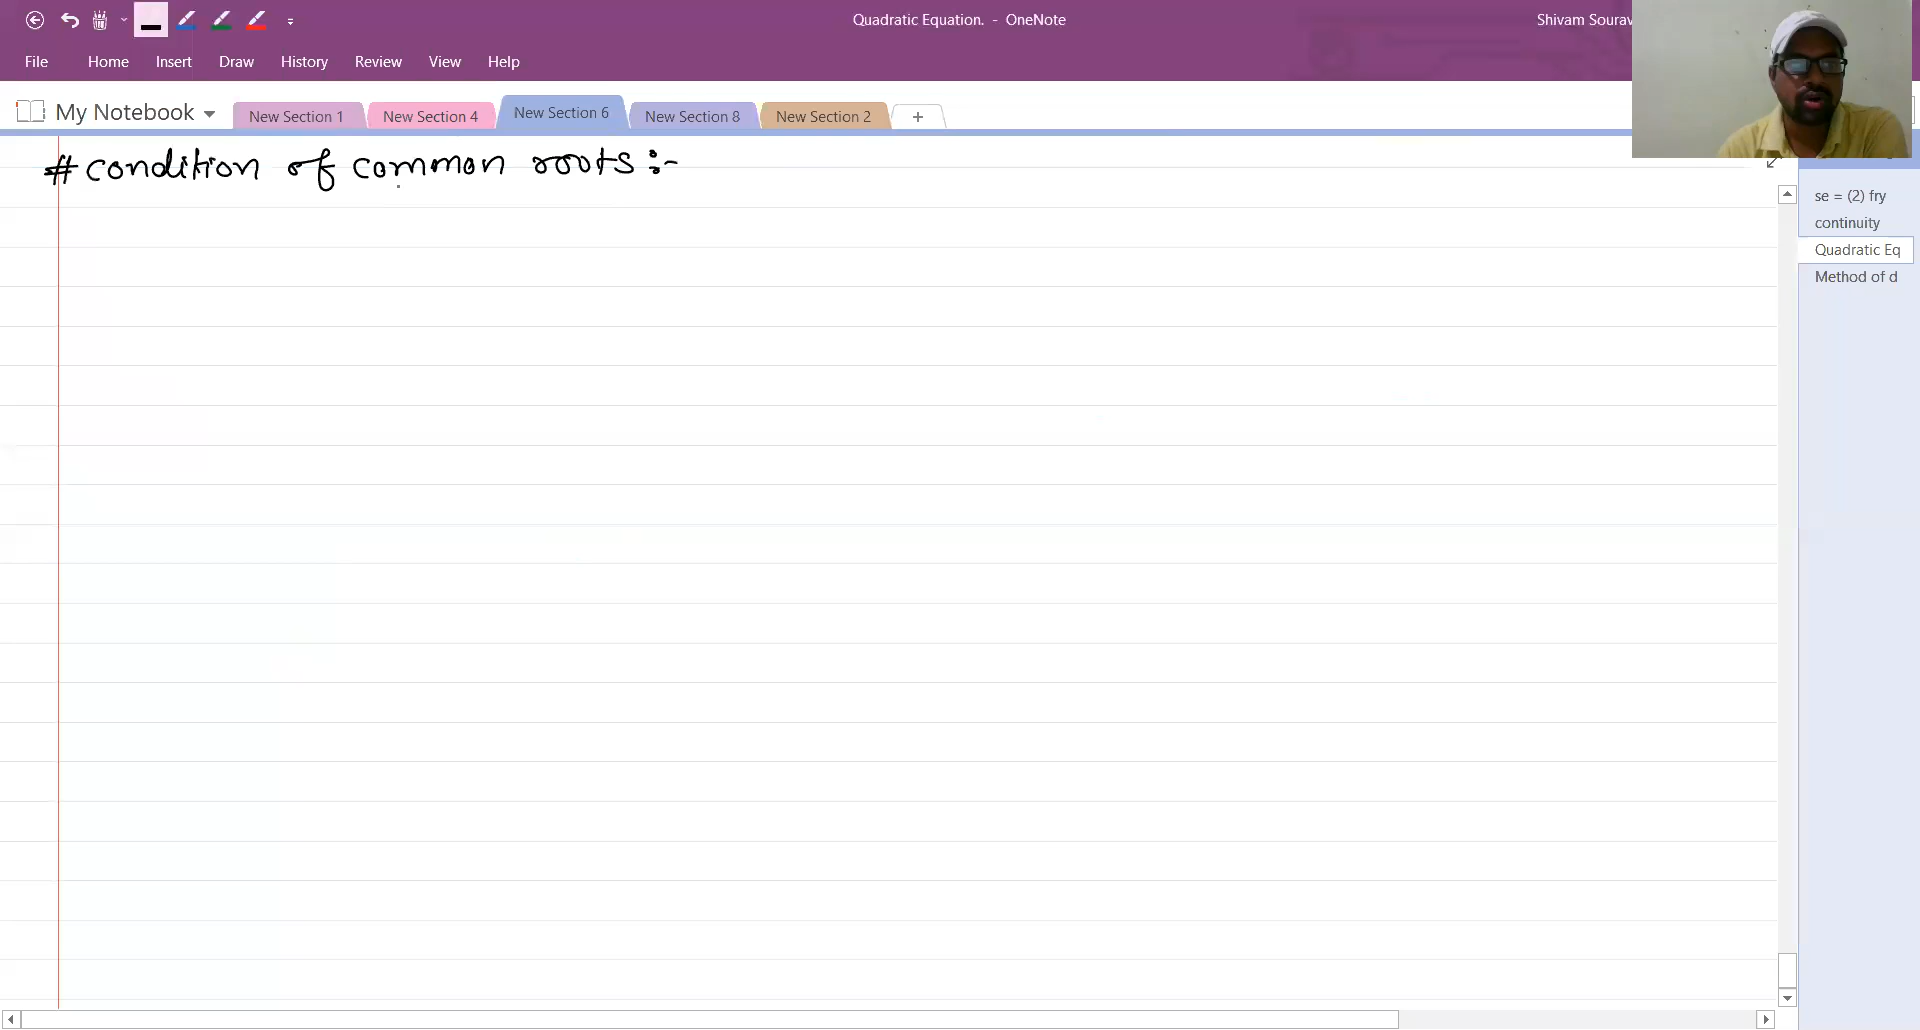 Quadratic Equation. - OneNote
Shivam Sourav
File Home Insert Draw History Review View Help
My Notebook New Section 1 New Section 4 New Section 6 New Section 8 New Section 2 +
# condition of common roots :-
se = (2) fry
continuity
Quadratic Eq
Method of d